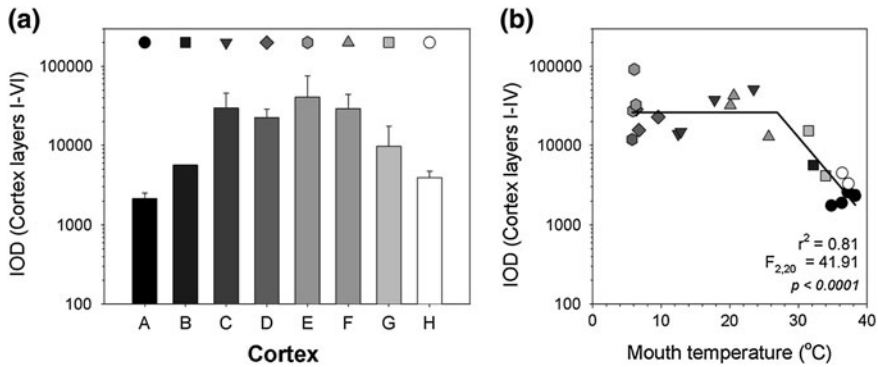 (a)
IOD (Cortex layers I-VI)
100000
10000
1000
100
A B C D E F G H
Cortex
(b)
IOD (Cortex layers I-IV)
100000
10000
1000
100
r² = 0.81
F2,20 = 41.91
p < 0.0001
0 10 20 30 40
Mouth temperature (°C)